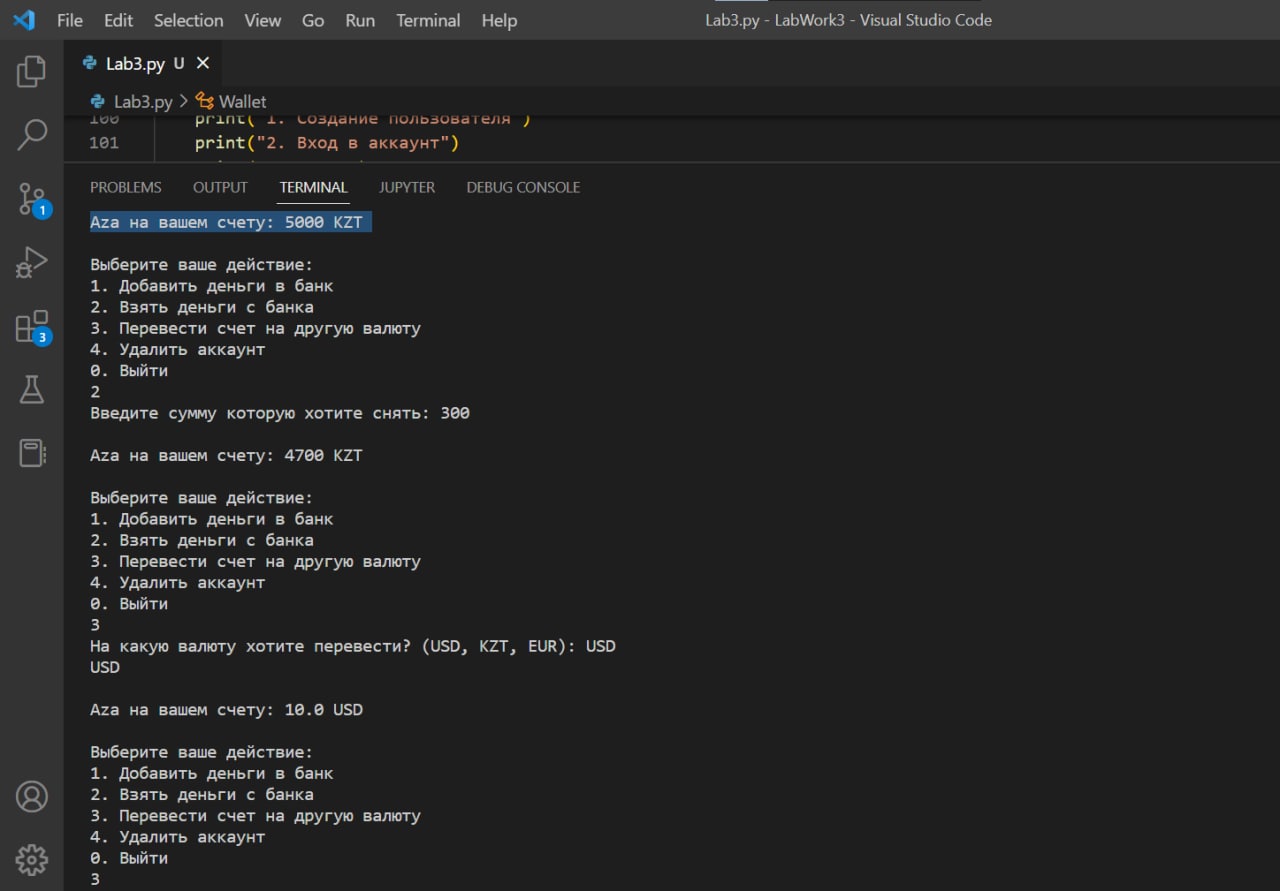 File Edit Selection View Go Run Terminal Help Lab3.py - LabWork3 - Visual Studio Code
Lab3.py U
Lab3.py > Wallet
100 print("1. Создание пользователя")
101 print("2. Вход в аккаунт")
PROBLEMS OUTPUT TERMINAL JUPYTER DEBUG CONSOLE
Aza на вашем счету: 5000 KZT
Выберите ваше действие:
1. Добавить деньги в банк
2. Взять деньги с банка
3. Перевести счет на другую валюту
4. Удалить аккаунт
0. Выйти
2
Введите сумму которую хотите снять: 300
Aza на вашем счету: 4700 KZT
Выберите ваше действие:
1. Добавить деньги в банк
2. Взять деньги с банка
3. Перевести счет на другую валюту
4. Удалить аккаунт
0. Выйти
3
На какую валюту хотите перевести? (USD, KZT, EUR): USD
USD
Aza на вашем счету: 10.0 USD
Выберите ваше действие:
1. Добавить деньги в банк
2. Взять деньги с банка
3. Перевести счет на другую валюту
4. Удалить аккаунт
0. Выйти
3
1
3